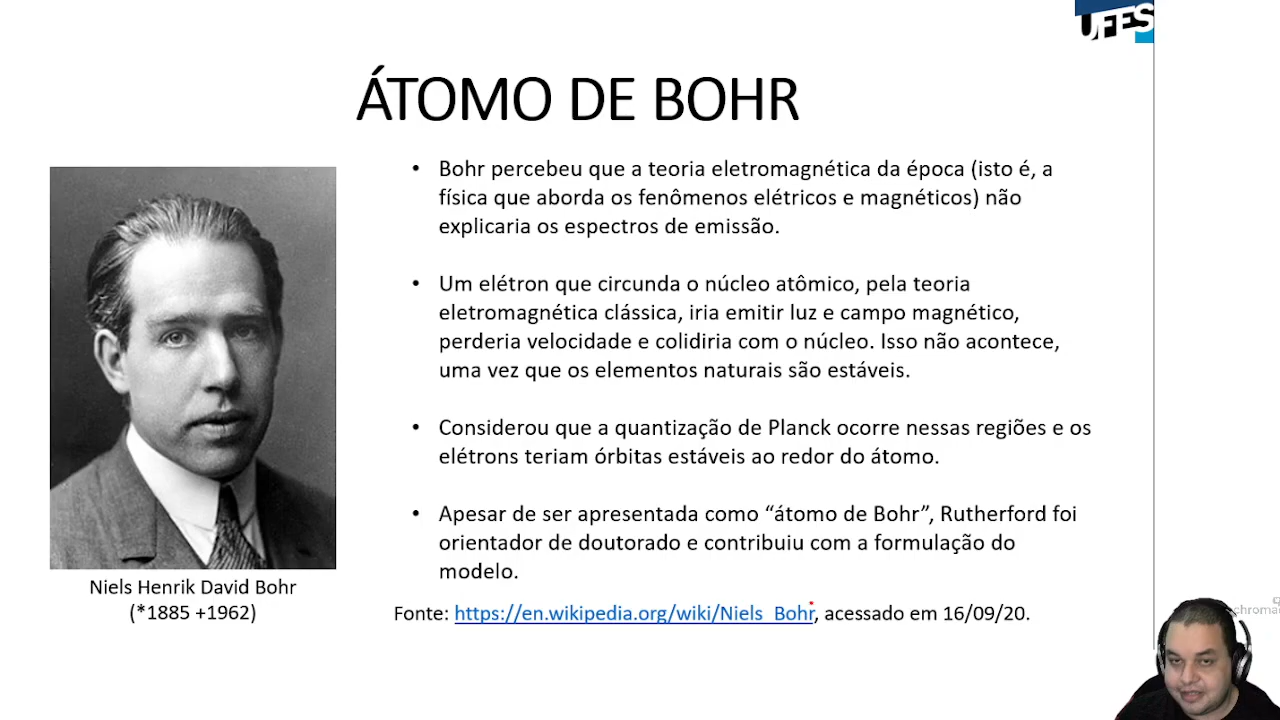 UFES
ÁTOMO DE BOHR
• Bohr percebeu que a teoria eletromagnética da época (isto é, a
física que aborda os fenômenos elétricos e magnéticos) não
explicaria os espectros de emissão.
• Um elétron que circunda o núcleo atômico, pela teoria
eletromagnética clássica, iria emitir luz e campo magnético,
perderia velocidade e colidiria com o núcleo. Isso não acontece,
uma vez que os elementos naturais são estáveis.
• Considerou que a quantização de Planck ocorre nessas regiões e os
elétrons teriam órbitas estáveis ao redor do átomo.
• Apesar de ser apresentada como “átomo de Bohr”, Rutherford foi
orientador de doutorado e contribuiu com a formulação do
modelo.
Niels Henrik David Bohr
(*1885 +1962)
Fonte: https://en.wikipedia.org/wiki/Niels_Bohr, acessado em 16/09/20.